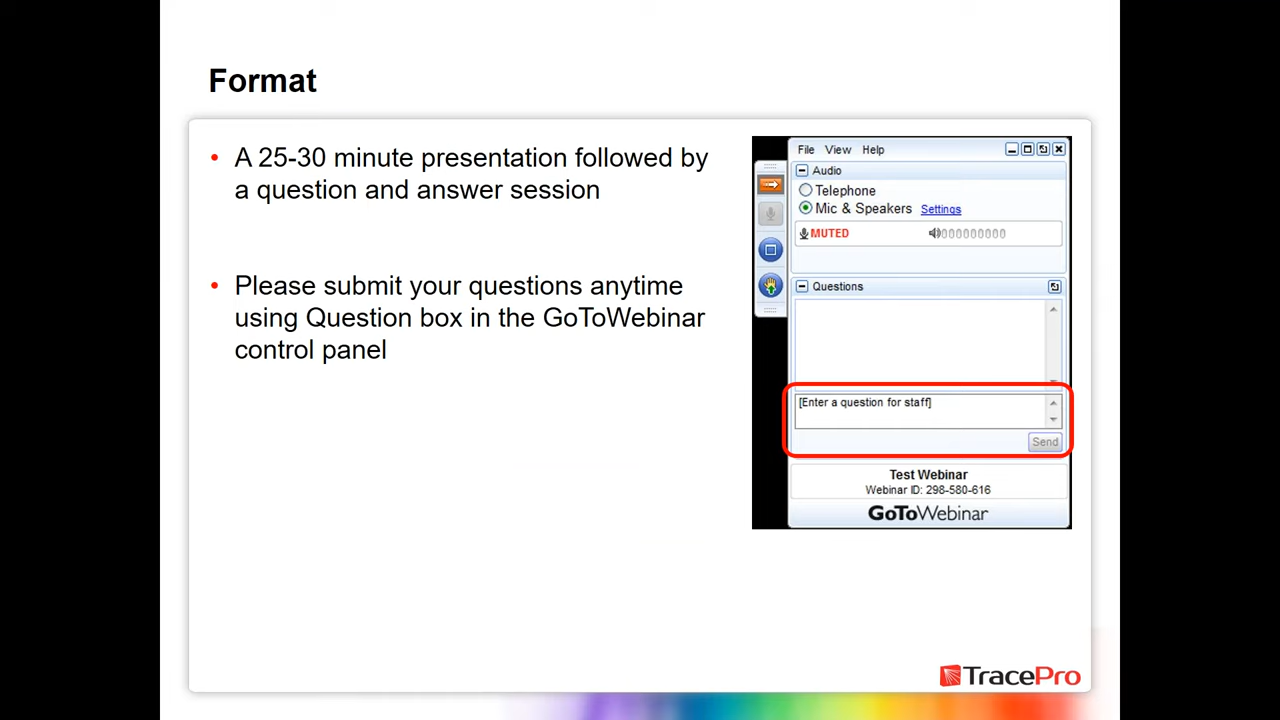 Format
• A 25-30 minute presentation followed by
a question and answer session
• Please submit your questions anytime
using Question box in the GoToWebinar
control panel
File View Help
Audio
Telephone
Mic & Speakers Settings
MUTED
Questions
[Enter a question for staff]
Send
Test Webinar
Webinar ID: 298-580-616
GoToWebinar
TracePro